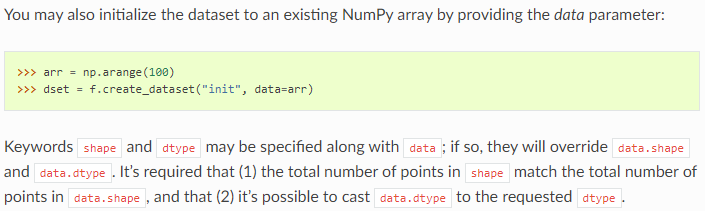 You may also initialize the dataset to an existing NumPy array by providing the data parameter:
>>> arr = np.arange(100)
>>> dset = f.create_dataset("init", data=arr)
Keywords shape and dtype may be specified along with data ; if so, they will override data.shape
and data.dtype . It’s required that (1) the total number of points in shape match the total number of
points in data.shape , and that (2) it’s possible to cast data.dtype to the requested dtype .